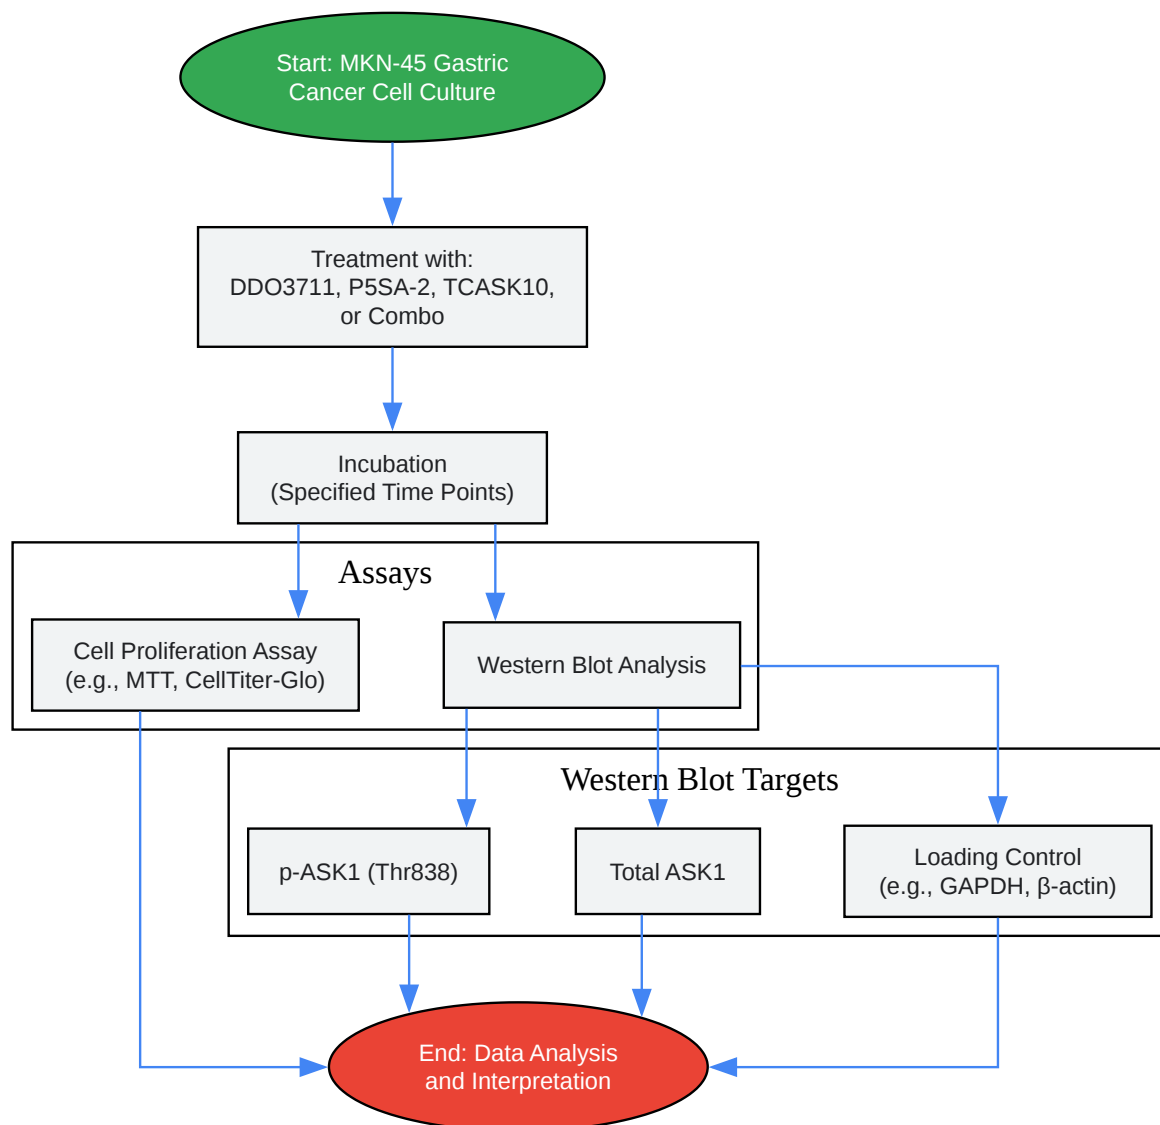 Start: MKN-45 Gastric
Cancer Cell Culture
Treatment with:
DDO3711, P5SA-2, TCASK10,
or Combo
Incubation
(Specified Time Points)
Assays
Cell Proliferation Assay
(e.g., MTT, CellTiter-Glo)
Western Blot Analysis
Western Blot Targets
p-ASK1 (Thr838)
Total ASK1
Loading Control
(e.g., GAPDH, β-actin)
End: Data Analysis
and Interpretation